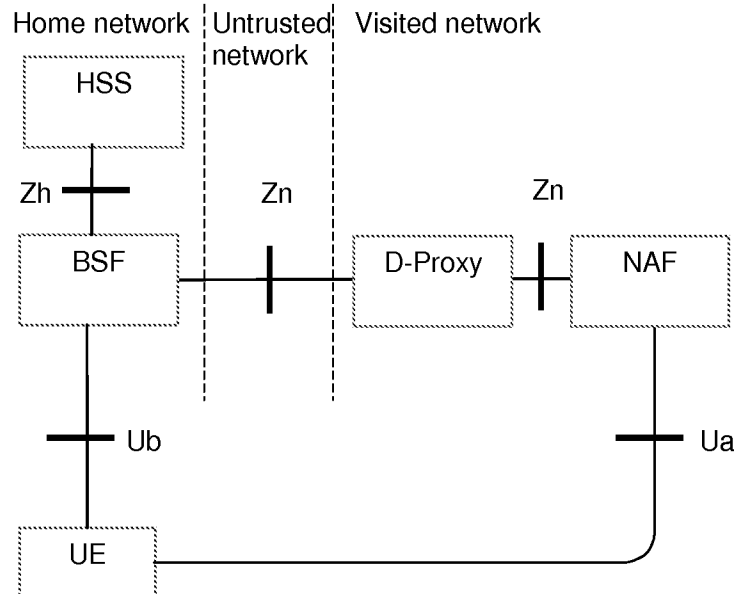 Home network
Untrusted
network
Visited network
HSS
Zh
Zn
Zn
BSF
D-Proxy
NAF
Ub
Ua
UE